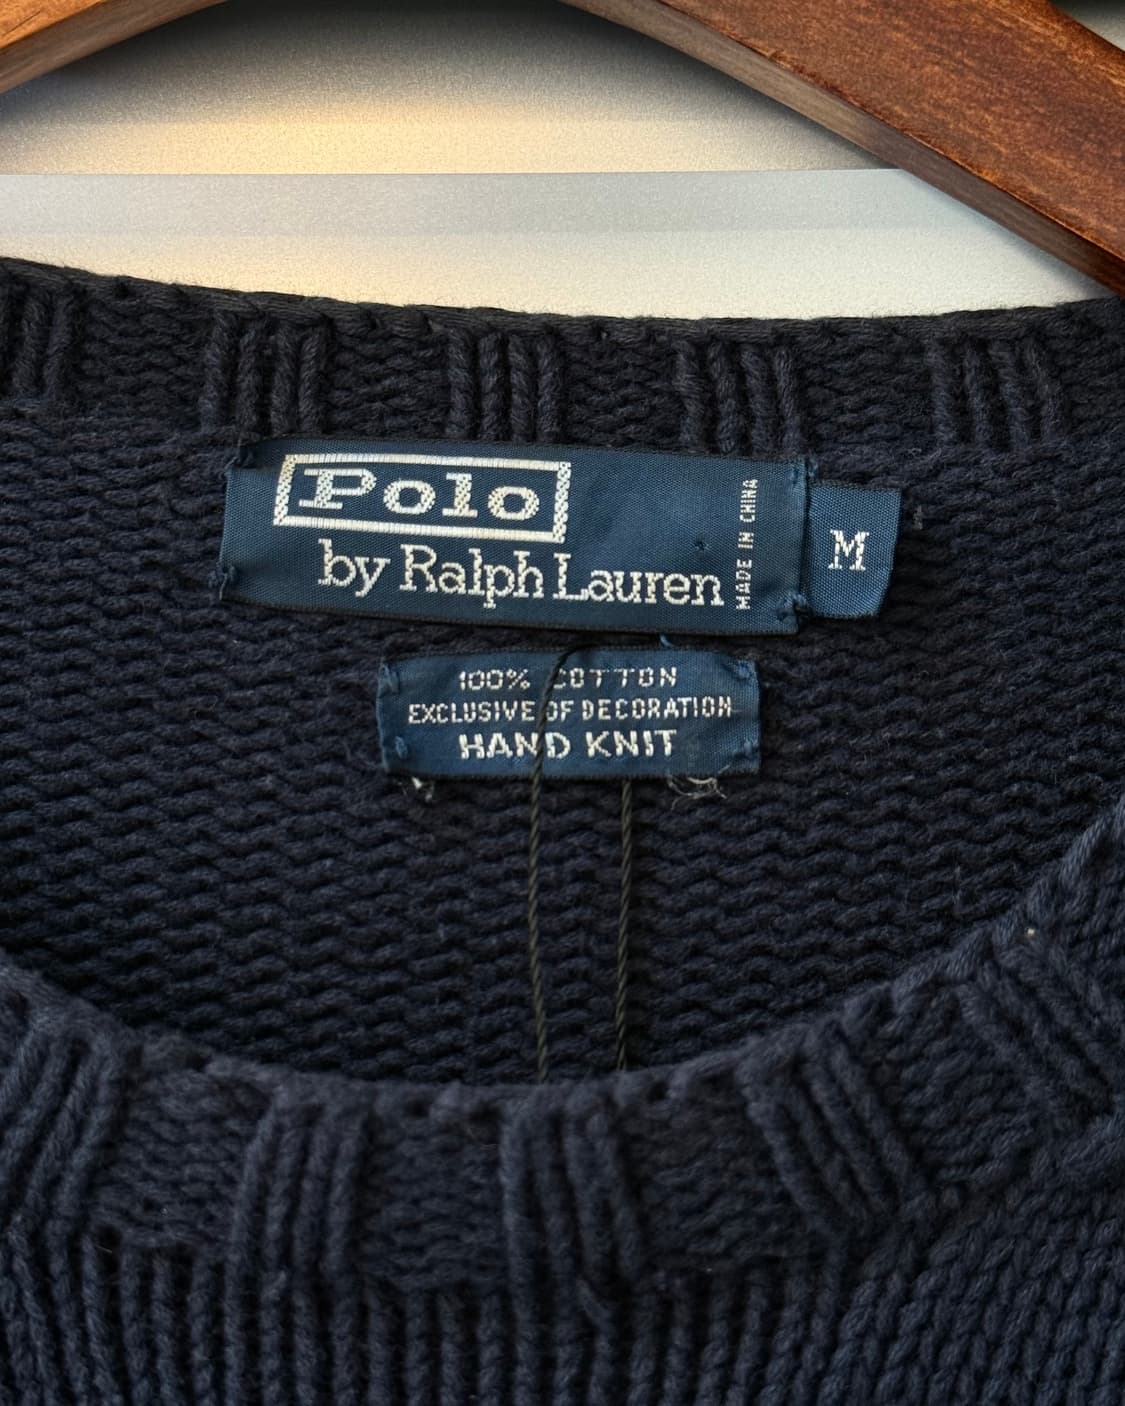 Polo
by Ralph Lauren
MADE IN CHINA
M
100% COTTON
EXCLUSIVE OF DECORATION
HAND KNIT